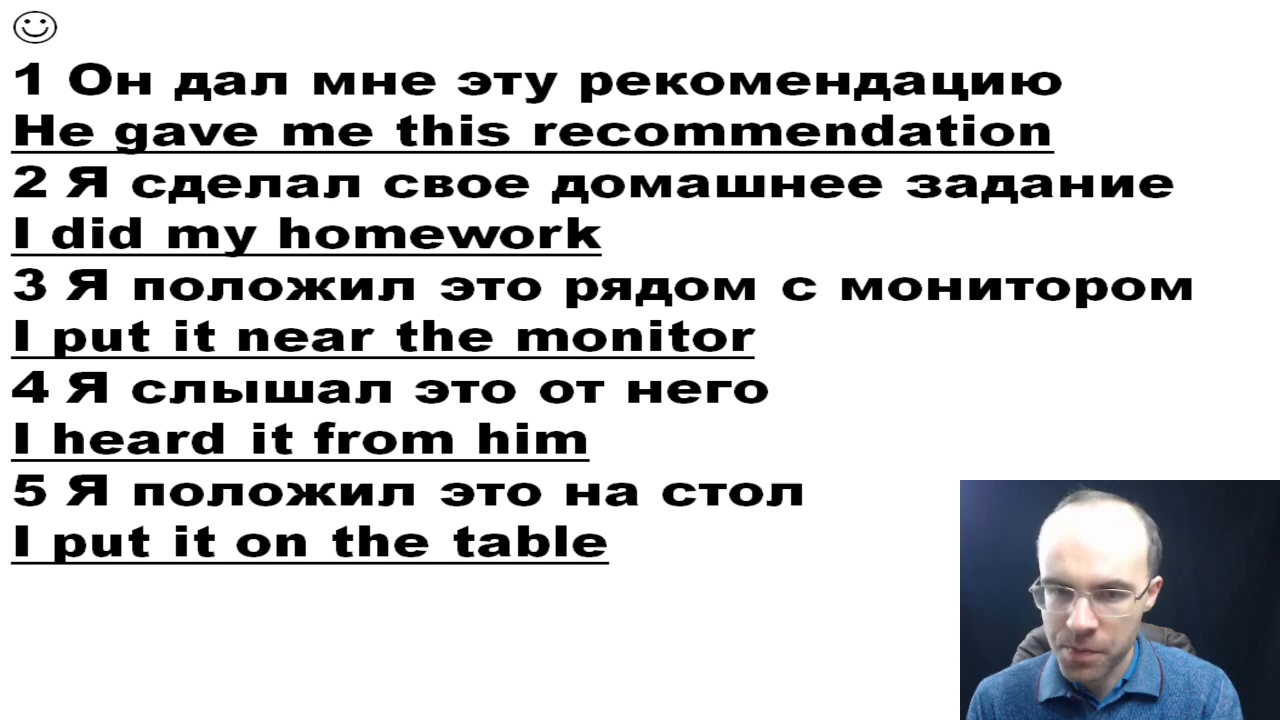 1 Он дал мне эту рекомендацию
He gave me this recommendation
2 Я сделал свое домашнее задание
I did my homework
3 Я положил это рядом с монитором
I put it near the monitor
4 Я слышал это от него
I heard it from him
5 Я положил это на стол
I put it on the table